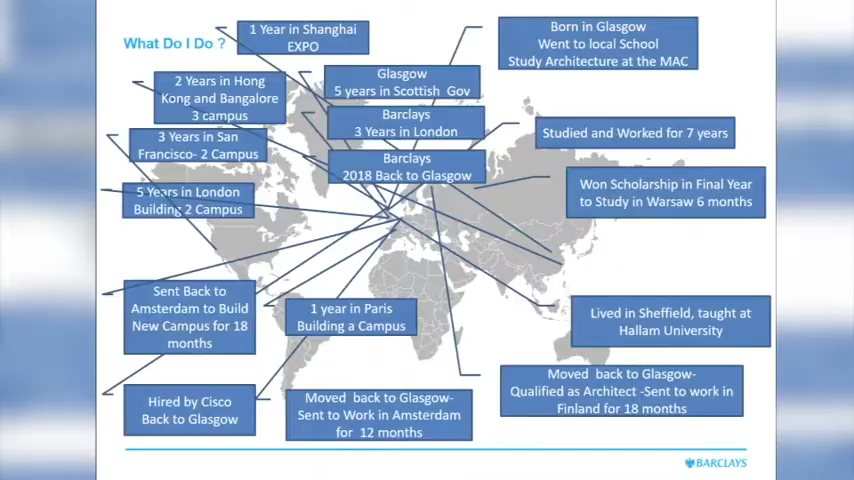 What Do I Do ?
1 Year in Shanghai
EXPO
Born in Glasgow
Went to local School
Study Architecture at the MAC
2 Years in Hong
Kong and Bangalore
3 campus
Glasgow
5 years in Scottish Gov
Barclays
3 Years in London
Studied and Worked for 7 years
3 Years in San
Francisco- 2 Campus
Barclays
2018 Back to Glasgow
Won Scholarship in Final Year
to Study in Warsaw 6 months
5 Years in London
Building 2 Campus
Sent Back to
Amsterdam to Build
New Campus for 18
months
1 year in Paris
Building a Campus
Lived in Sheffield, taught at
Hallam University
Moved back to Glasgow-
Qualified as Architect -Sent to work in
Finland for 18 months
Hired by Cisco
Back to Glasgow
Moved back to Glasgow-
Sent to Work in Amsterdam
for 12 months
BARCLAYS